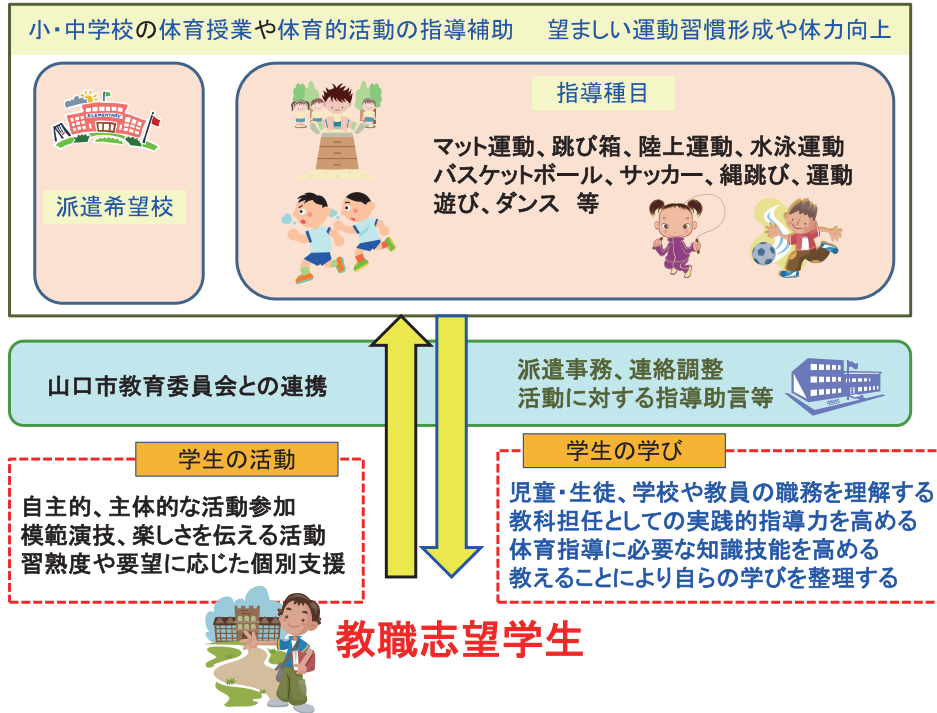 小・中学校の体育授業や体育的活動の指導補助　望ましい運動習慣形成や体力向上
ELEMENTARY
派遣希望校
指導種目
マット運動、跳び箱、陸上運動、水泳運動
バスケットボール、サッカー、縄跳び、運動
遊び、ダンス　等
山口市教育委員会との連携
派遣事務、連絡調整
活動に対する指導助言等
学生の活動
自主的、主体的な活動参加
模範演技、楽しさを伝える活動
習熟度や要望に応じた個別支援
学生の学び
児童・生徒、学校や教員の職務を理解する
教科担任としての実践的指導力を高める
体育指導に必要な知識技能を高める
教えることにより自らの学びを整理する
教職志望学生